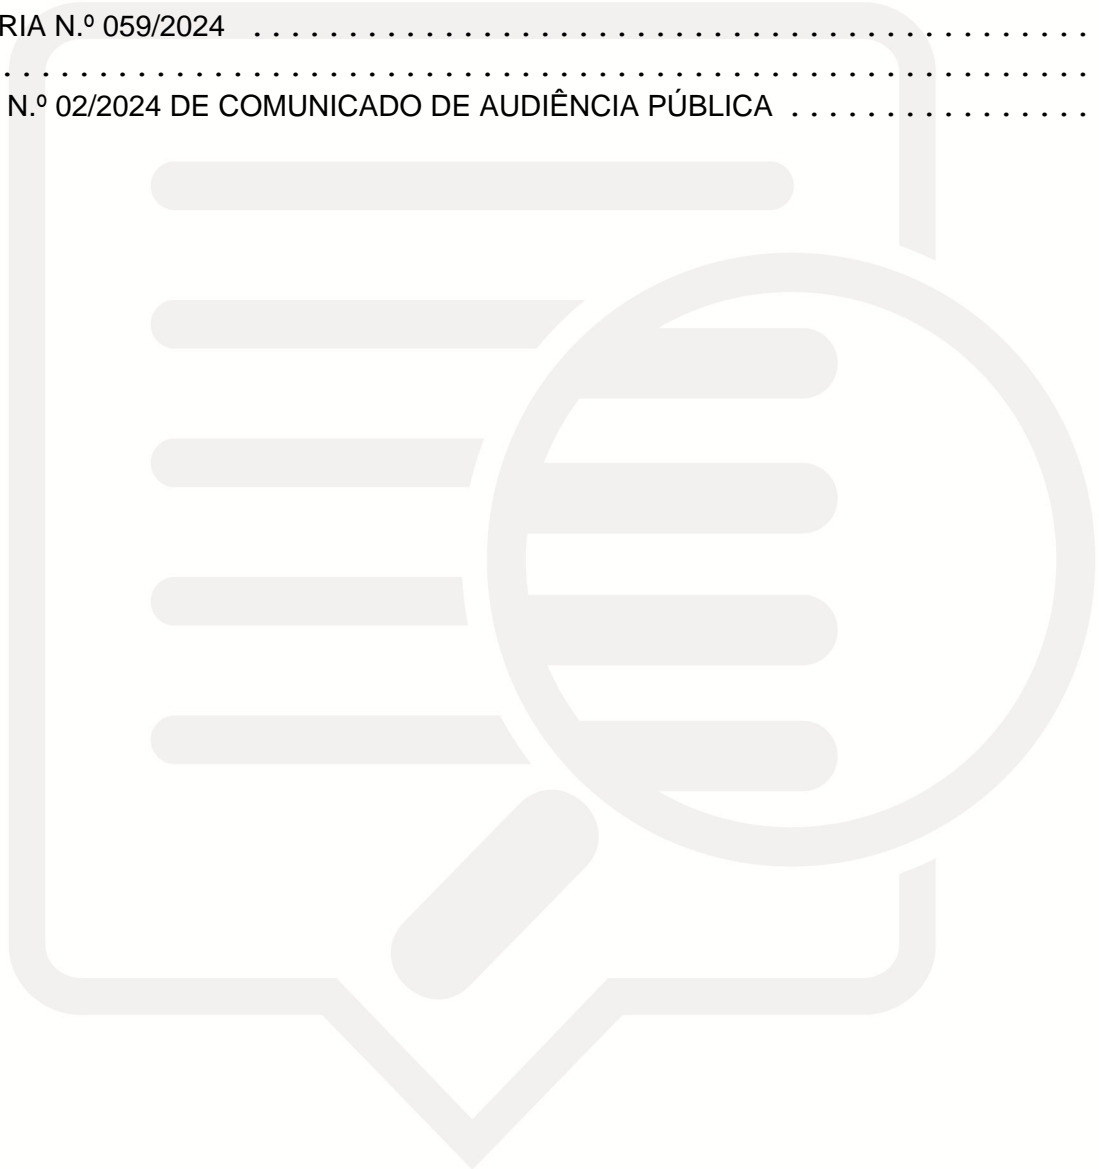 RIA N.º 059/2024 . . . . . . . . . . . . . . . . . . . . . . . . . . . . . . . . . . . . . . . . . . . .
. . . . . . . . . . . . . . . . . . . . . . . . . . . . . . . . . . . . . . . . . . . . . . . . . . . . . . . . .
N.º 02/2024 DE COMUNICADO DE AUDIÊNCIA PÚBLICA . . . . . . . . . . . . . . . .